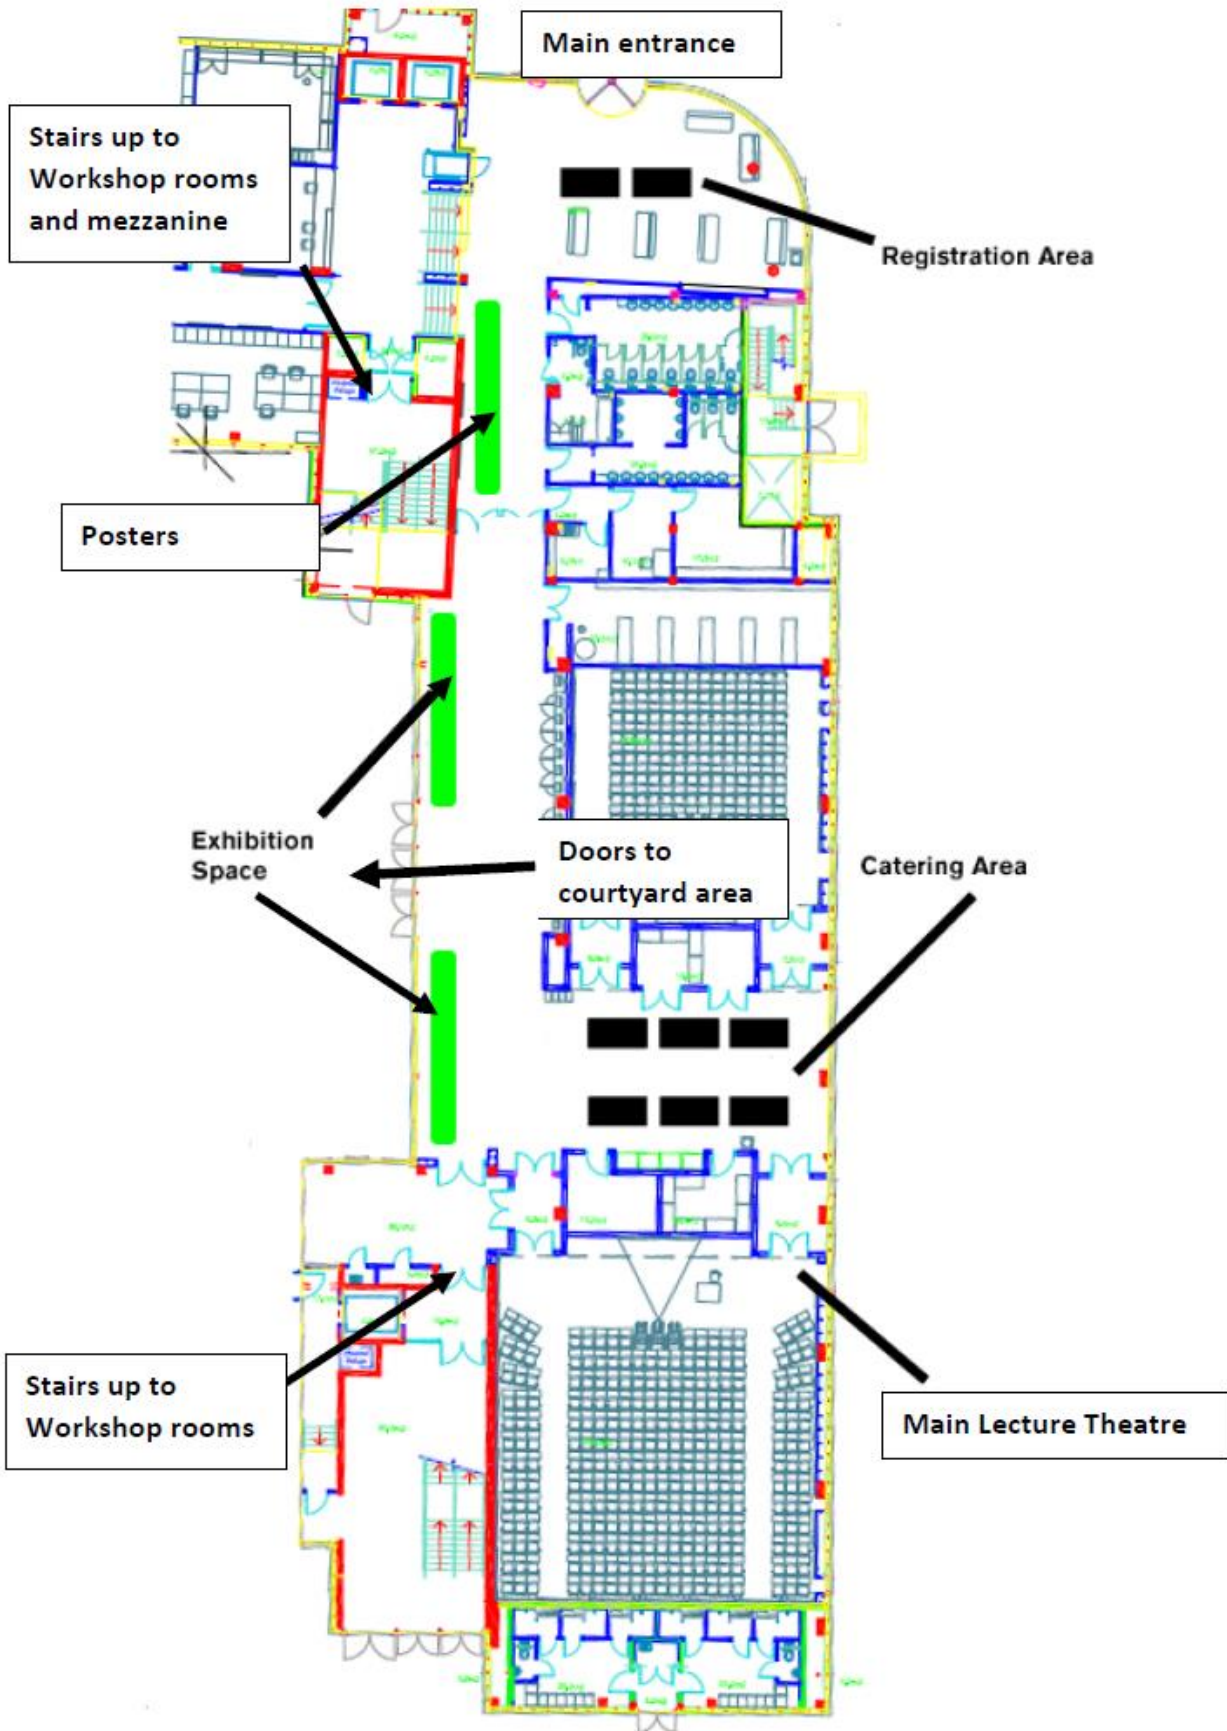 Main entrance
Stairs up to
Workshop rooms
and mezzanine
Registration Area
Posters
Exhibition
Space
Doors to
courtyard area
Catering Area
Stairs up to
Workshop rooms
Main Lecture Theatre